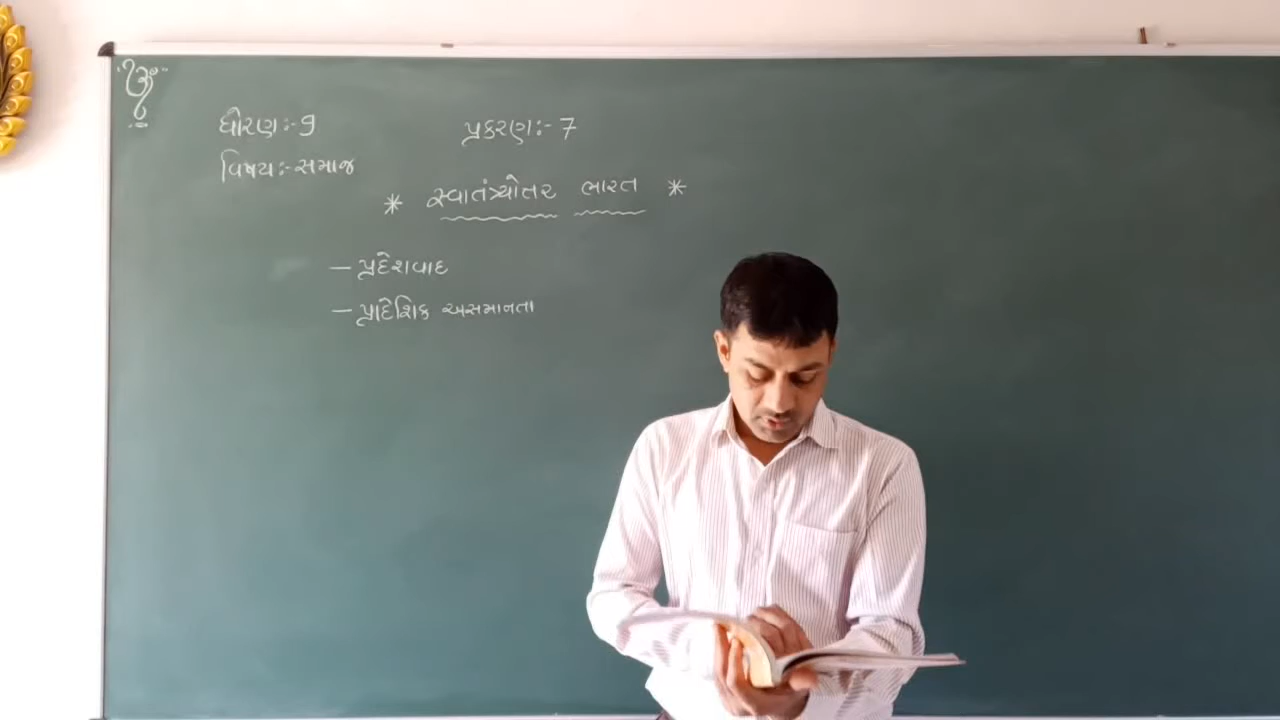 ૐ
ધોરણ:- 9
પ્રકરણ:- 7
વિષય:- સમાજ
* સ્વાતંત્ર્યોતર ભારત *
— પ્રદેશવાદ
— પ્રાદેશિક અસમાનતા